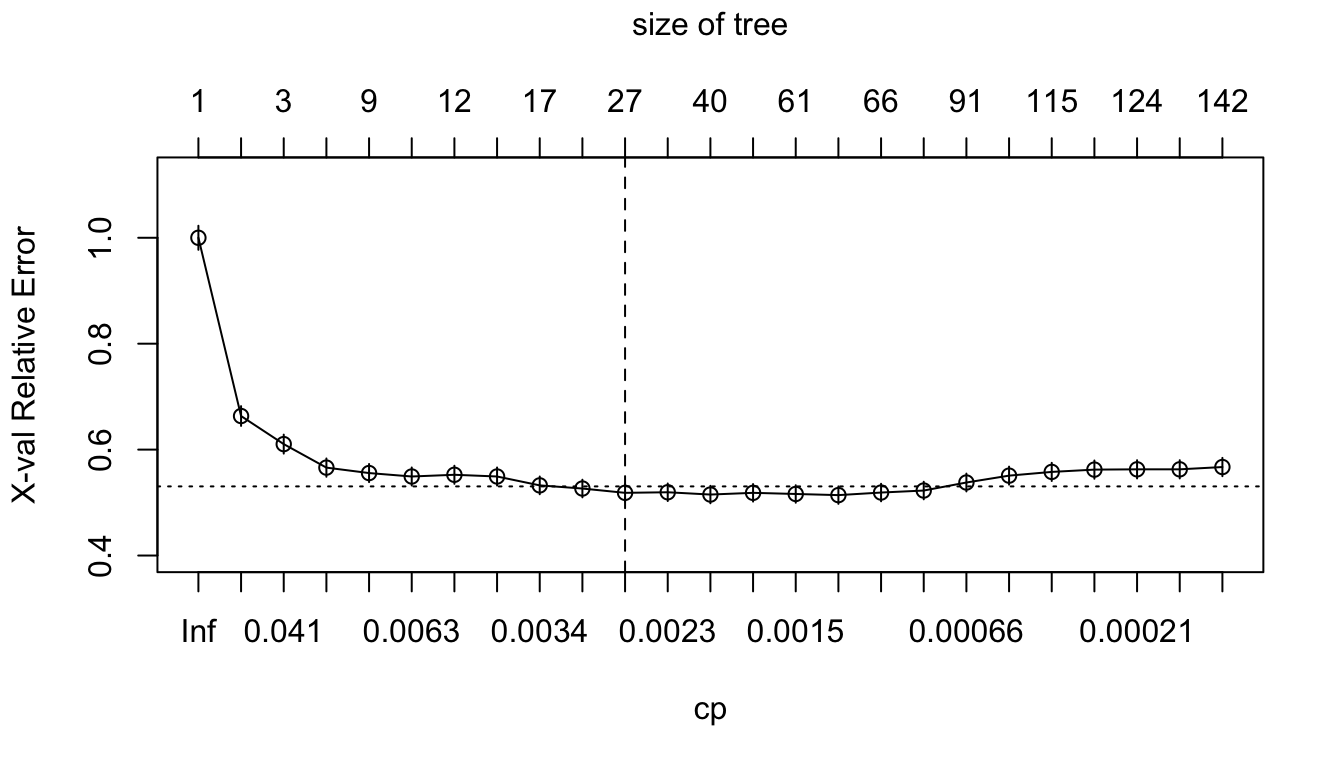 size of tree
1 3 9 12 17 27 40 61 66 91 115 124 142
X-val Relative Error
1.0
0.8
0.6
0.4
Inf 0.041 0.0063 0.0034 0.0023 0.0015 0.00066 0.00021
cp